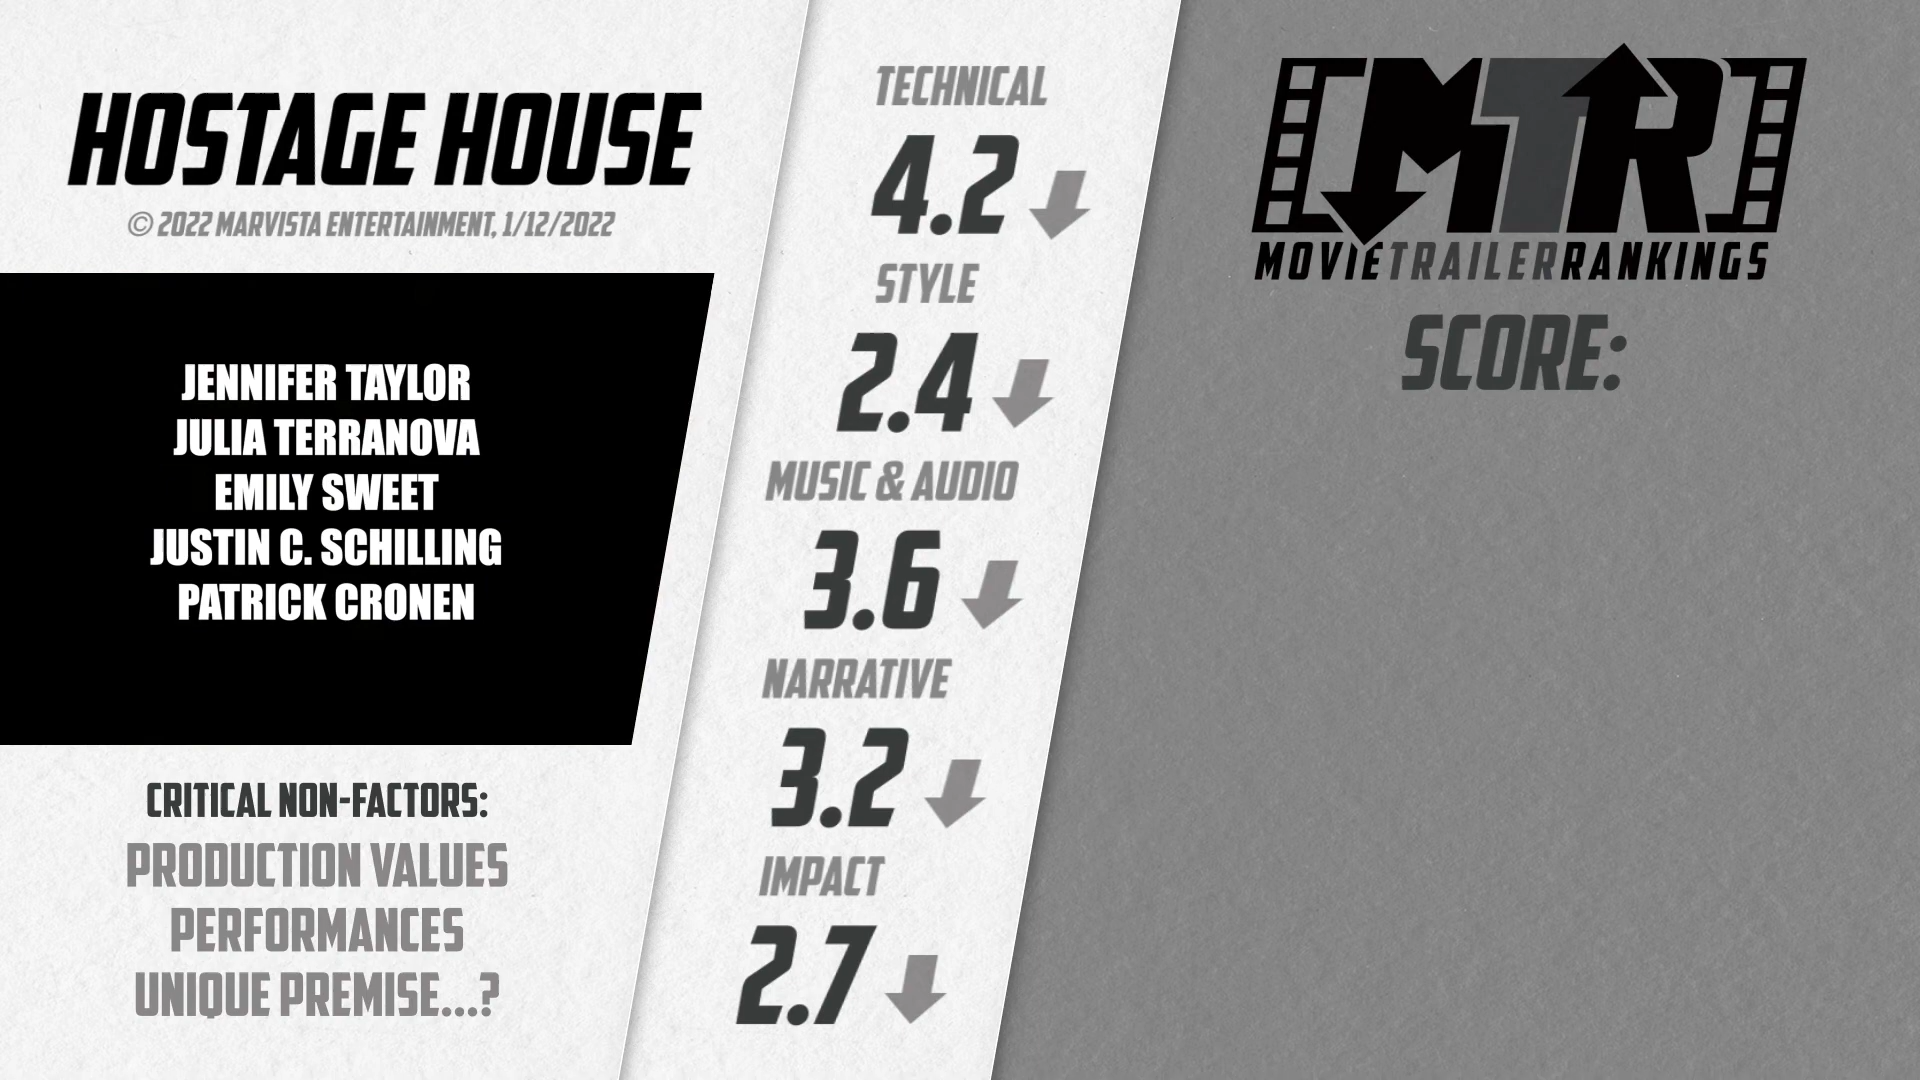 HOSTAGE HOUSE
© 2022 MARVISTA ENTERTAINMENT, 1/12/2022
JENNIFER TAYLOR
JULIA TERRANOVA
EMILY SWEET
JUSTIN C. SCHILLING
PATRICK CRONEN
CRITICAL NON-FACTORS:
PRODUCTION VALUES
PERFORMANCES
UNIQUE PREMISE...?
TECHNICAL
4.2
STYLE
2.4
MUSIC & AUDIO
3.6
NARRATIVE
3.2
IMPACT
2.7
[MTR]
MOVIETRAILERRANKINGS
SCORE: